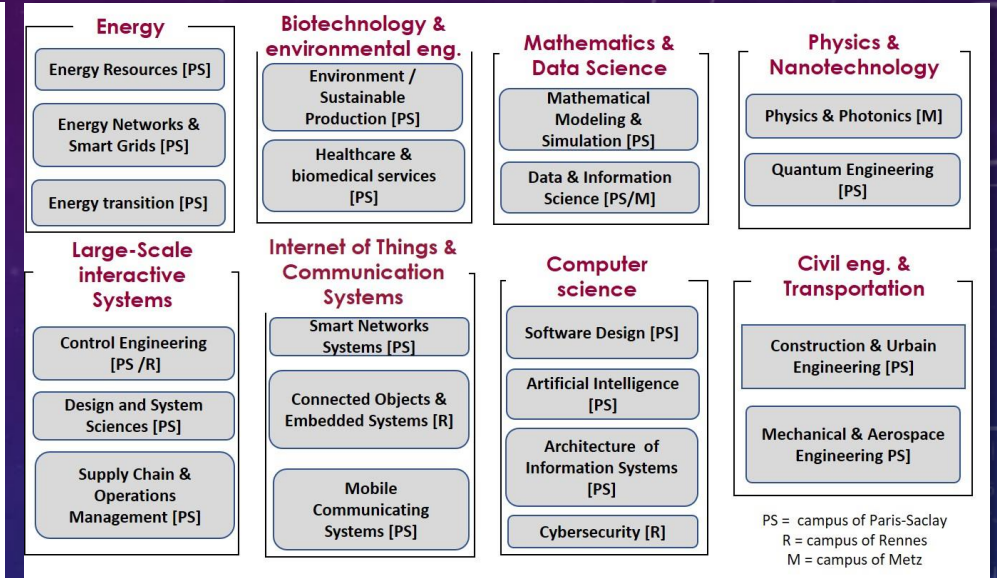 Energy
Energy Resources [PS]
Energy Networks &
Smart Grids [PS]
Energy transition [PS]
Biotechnology &
environmental eng.
Environment /
Sustainable
Production [PS]
Healthcare &
biomedical services
[PS]
Mathematics &
Data Science
Mathematical
Modeling &
Simulation [PS]
Data & Information
Science [PS/M]
Physics &
Nanotechnology
Physics & Photonics [M]
Quantum Engineering
[PS]
Large-Scale
interactive
Systems
Control Engineering
[PS /R]
Design and System
Sciences [PS]
Supply Chain &
Operations
Management [PS]
Internet of Things &
Communication
Systems
Smart Networks
Systems [PS]
Connected Objects &
Embedded Systems [R]
Mobile
Communicating
Systems [PS]
Computer
science
Software Design [PS]
Artificial Intelligence
[PS]
Architecture of
Information Systems
[PS]
Cybersecurity [R]
Civil eng. &
Transportation
Construction & Urbain
Engineering [PS]
Mechanical & Aerospace
Engineering PS]
PS = campus of Paris-Saclay
R = campus of Rennes
M = campus of Metz